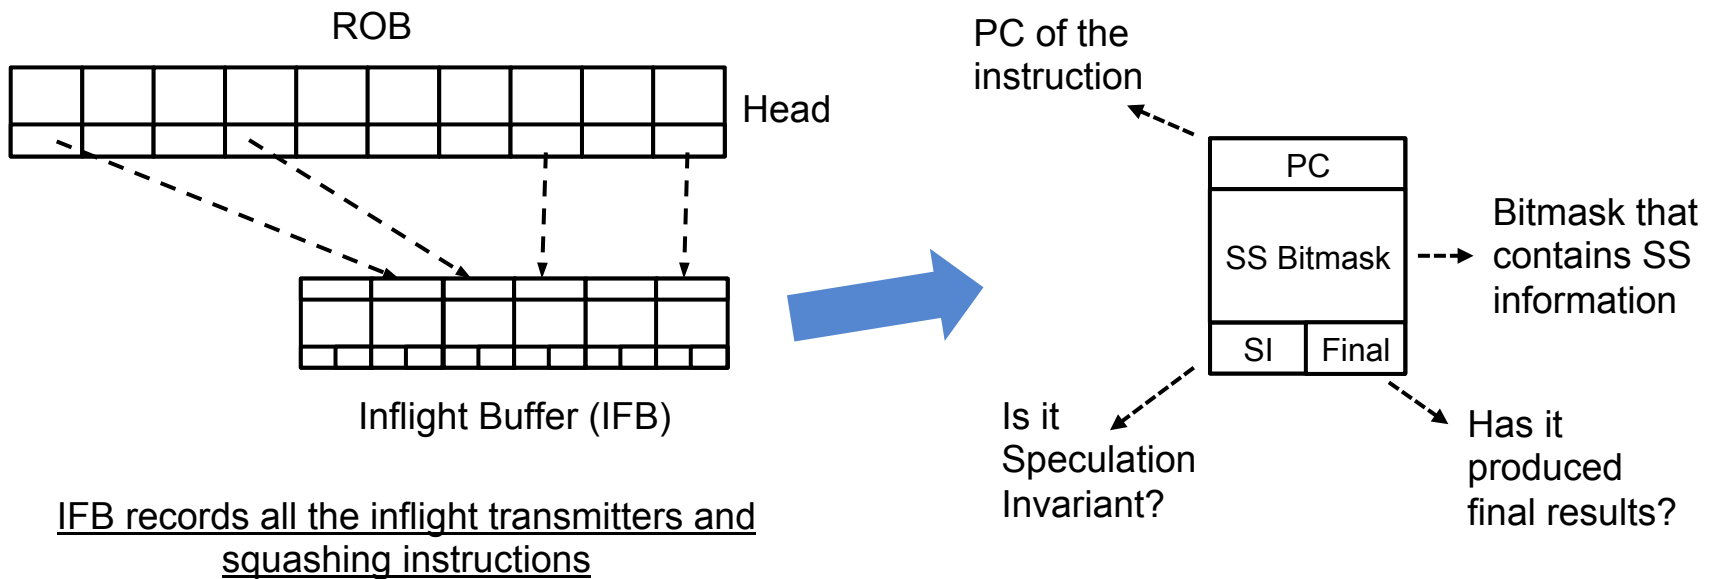 ROB
Head
Inflight Buffer (IFB)
IFB records all the inflight transmitters and
squashing instructions
PC of the
instruction
PC
SS Bitmask
SI
Final
Bitmask that
contains SS
information
Is it
Speculation
Invariant?
Has it
produced
final results?